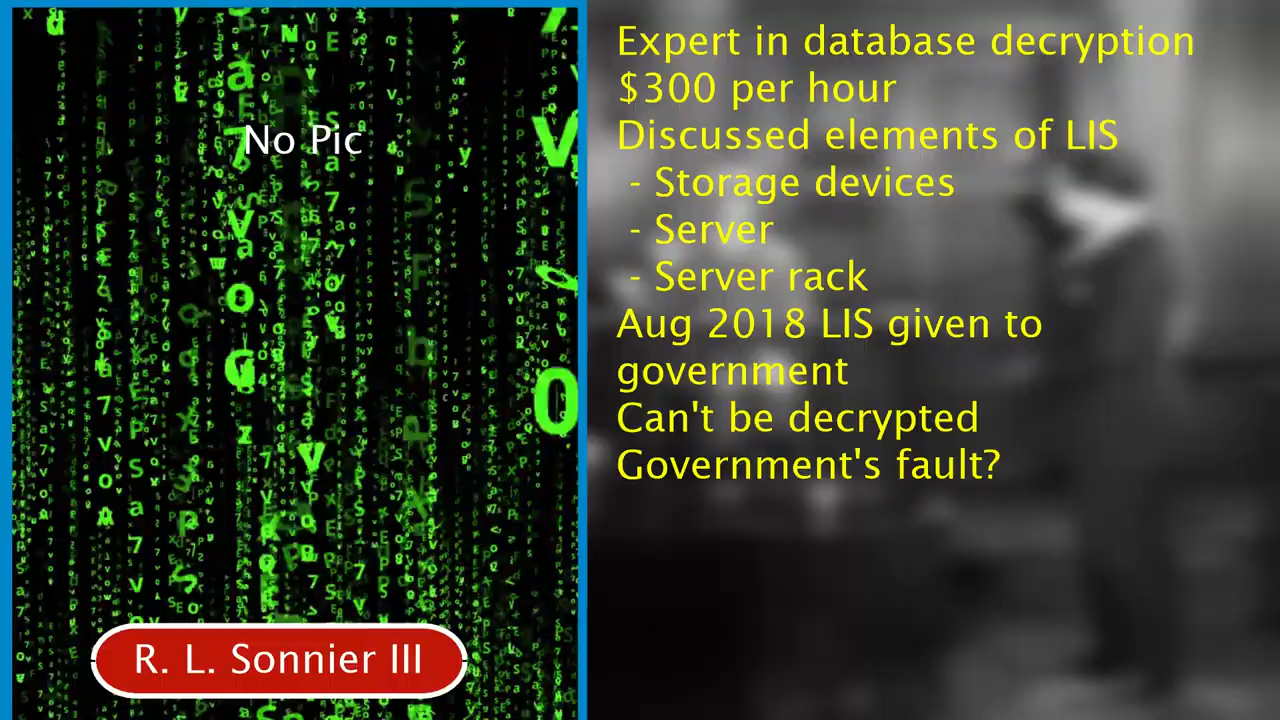 No Pic
R. L. Sonnier III
Expert in database decryption
$300 per hour
Discussed elements of LIS
- Storage devices
- Server
- Server rack
Aug 2018 LIS given to
government
Can't be decrypted
Government's fault?